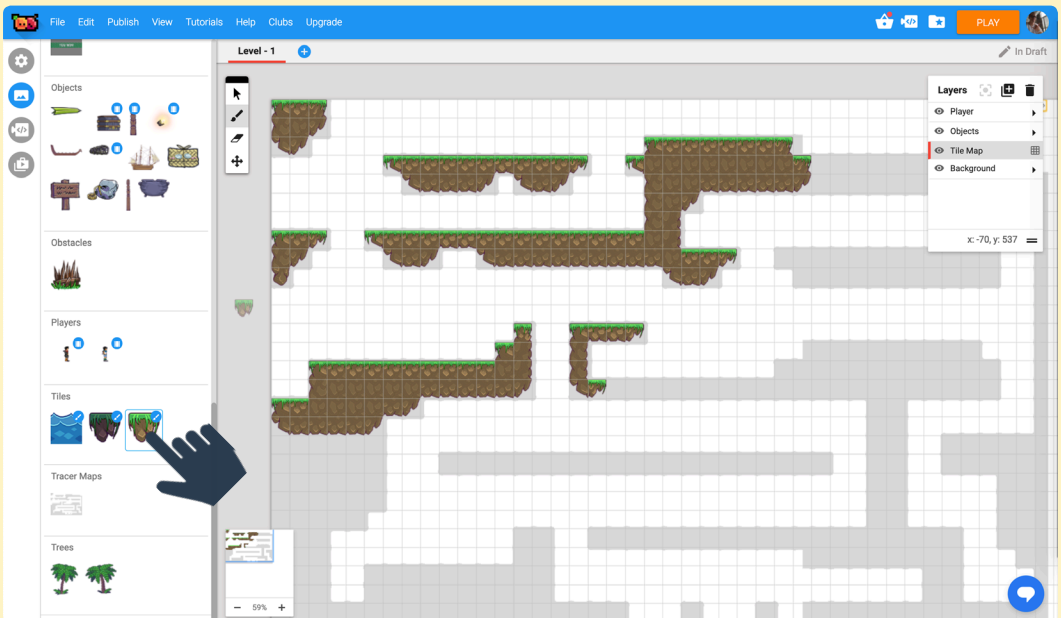 File Edit Publish View Tutorials Help Clubs Upgrade PLAY
Level - 1 In Draft
Objects
Obstacles
Players
Tiles
Tracer Maps
Trees
Layers
Player
Objects
Tile Map
Background
x: -70, y: 537
59%